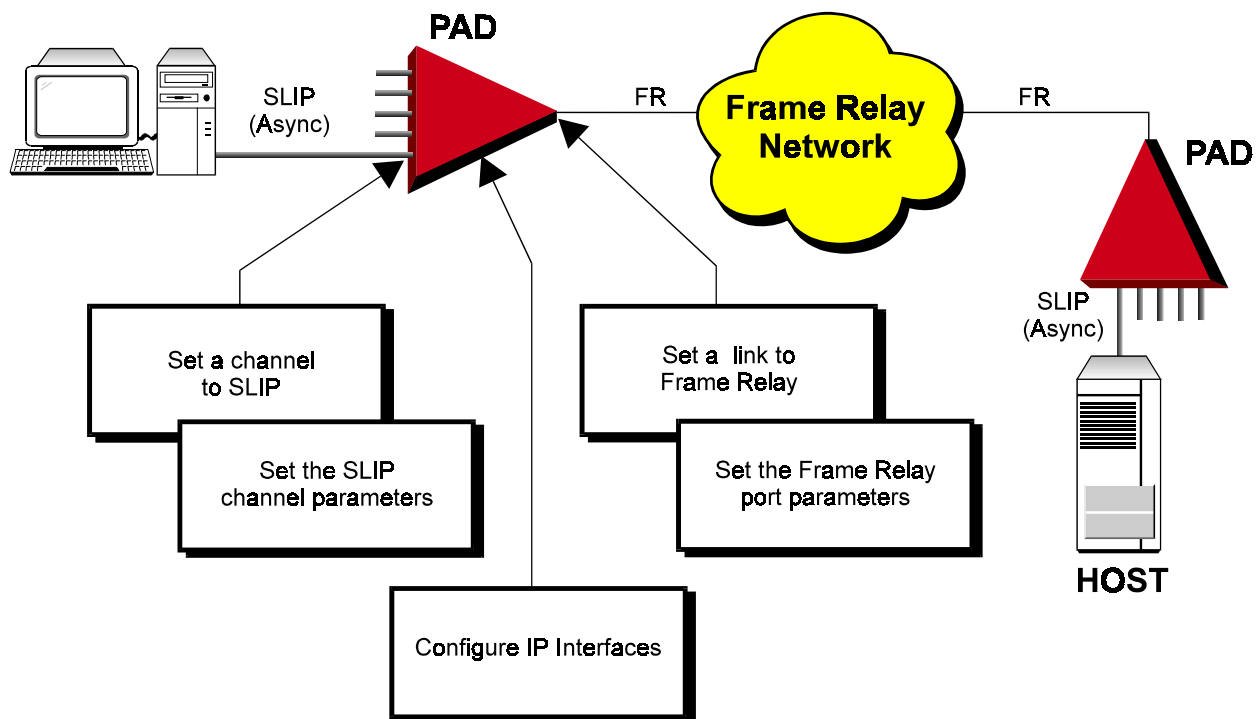 PAD
SLIP
(Async)
FR
Frame Relay
Network
FR
PAD
SLIP
(Async)
HOST
Set a channel
to SLIP
Set the SLIP
channel parameters
Set a link to
Frame Relay
Set the Frame Relay
port parameters
Configure IP Interfaces